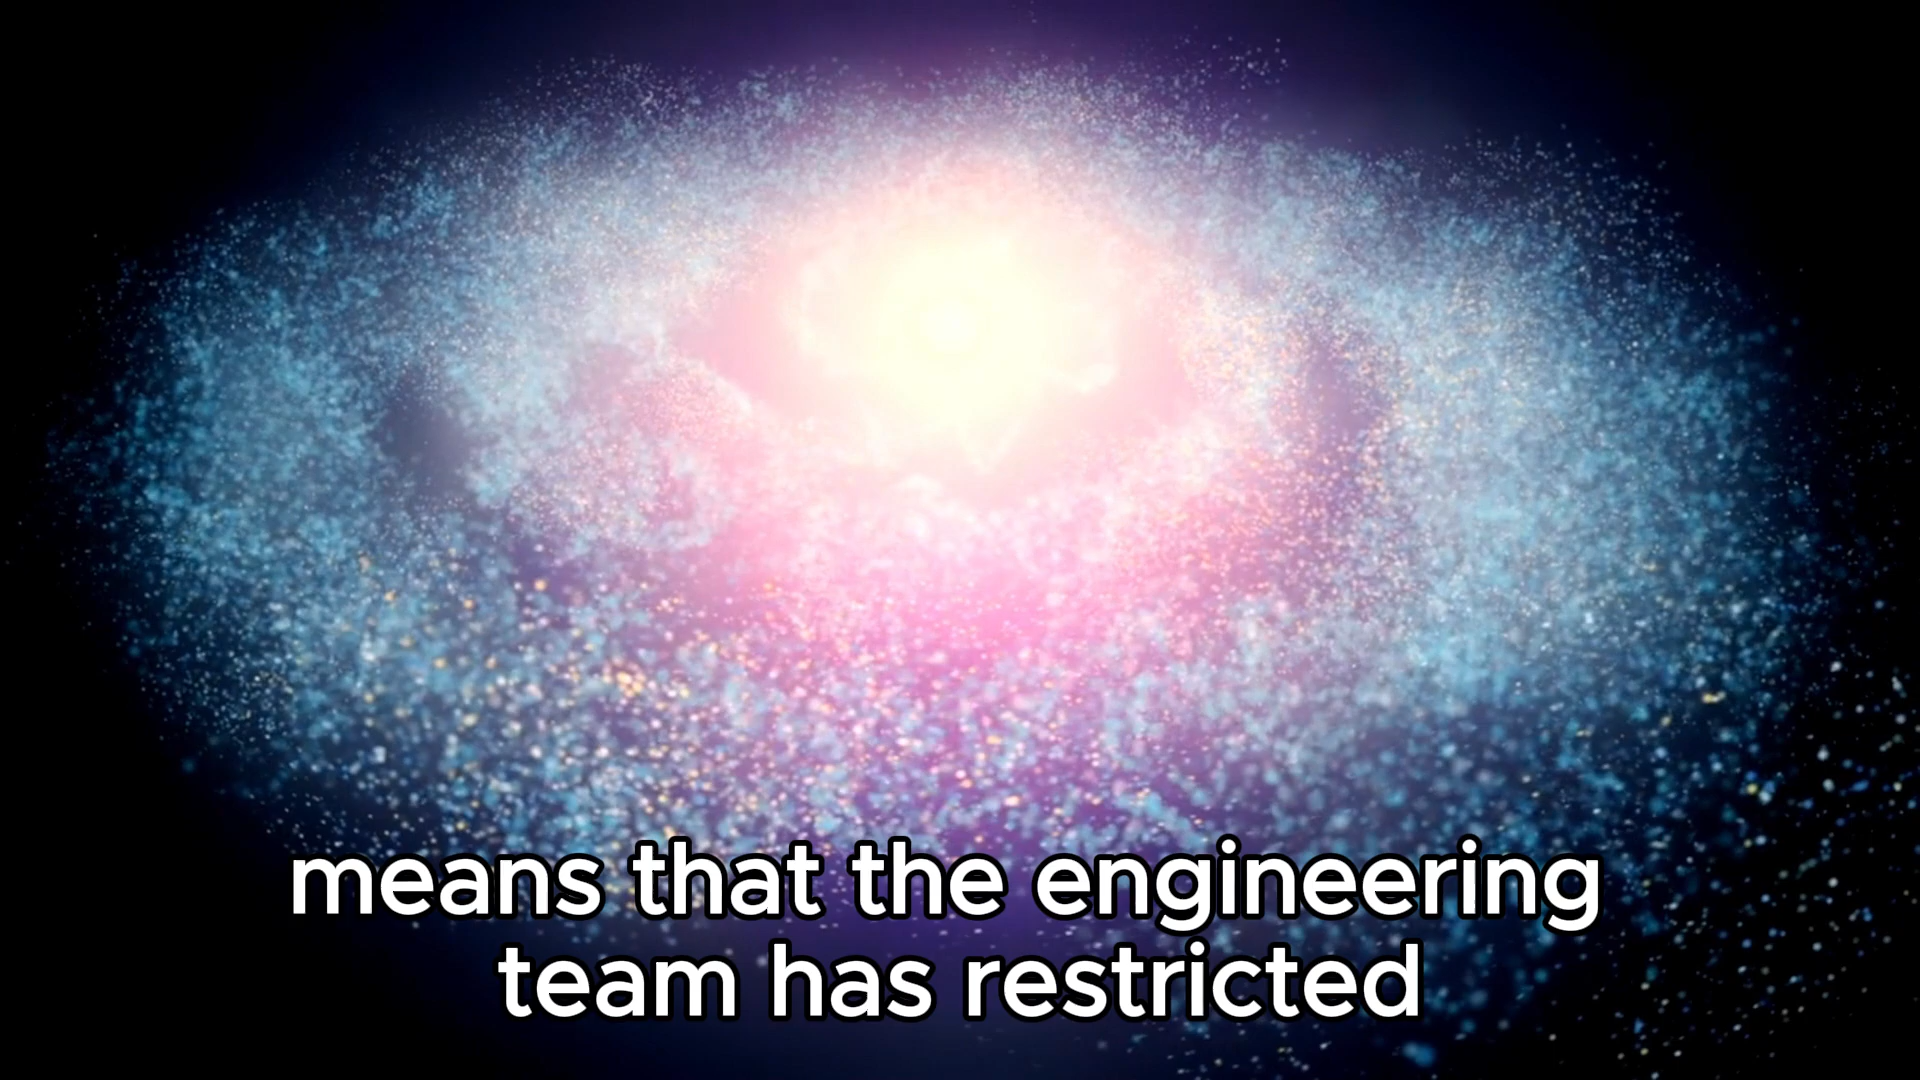 means that the engineering
team has restricted